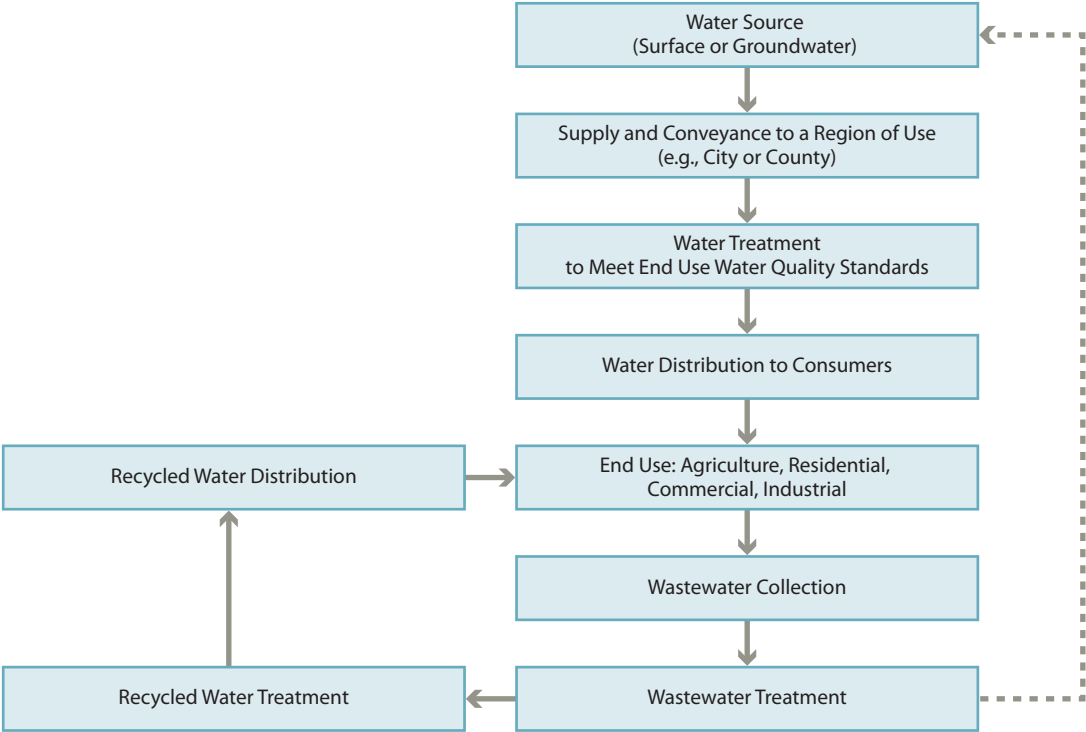 Water Source
(Surface or Groundwater)
Supply and Conveyance to a Region of Use
(e.g., City or County)
Water Treatment
to Meet End Use Water Quality Standards
Water Distribution to Consumers
Recycled Water Distribution
End Use: Agriculture, Residential,
Commercial, Industrial
Wastewater Collection
Recycled Water Treatment
Wastewater Treatment